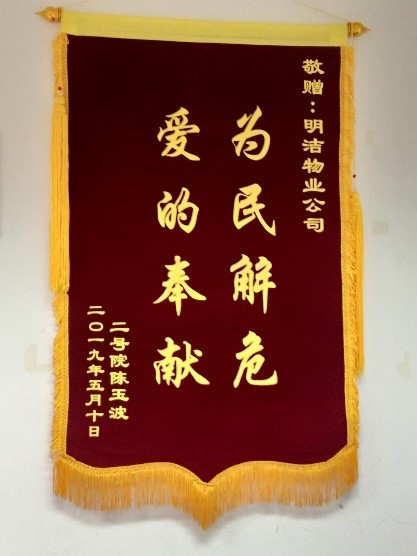 敬赠：明洁物业公司
为民解危
爱的奉献
二号院陈玉波
二〇一九年五月十日